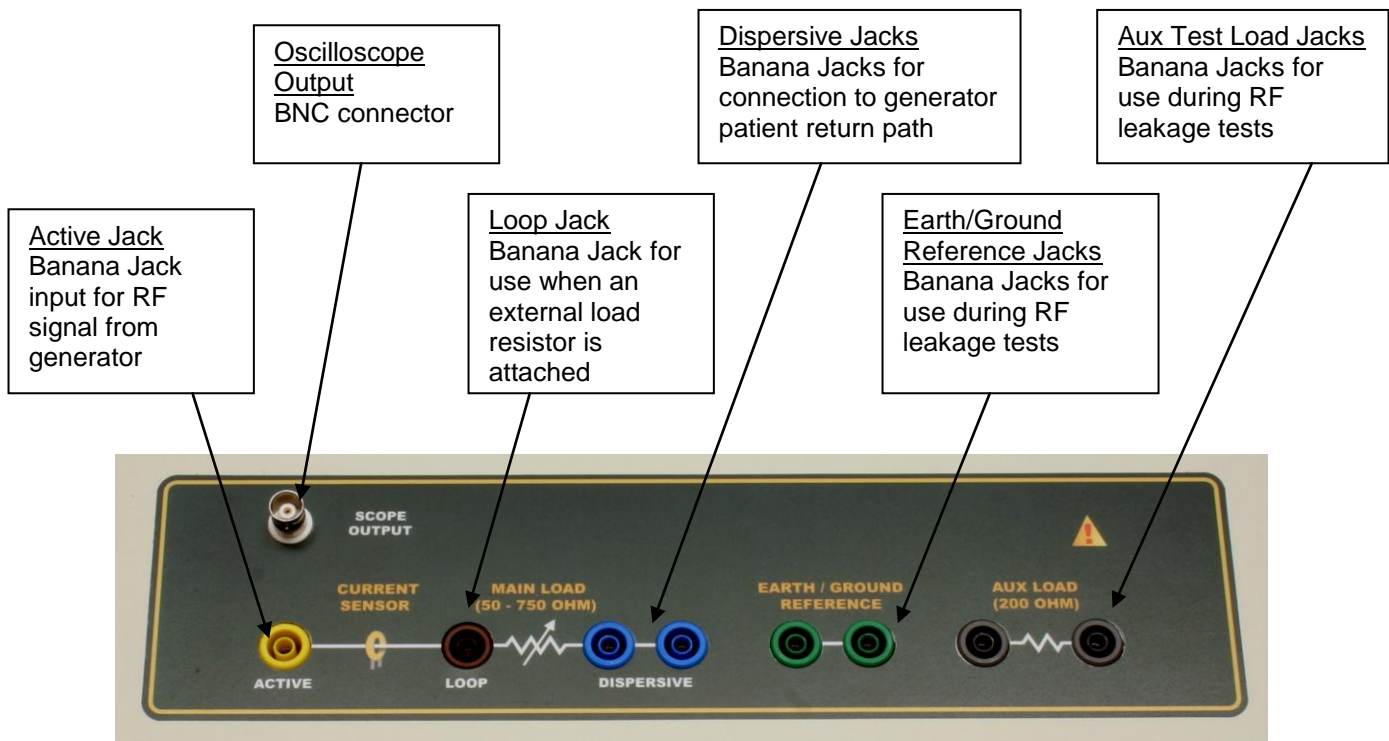 Oscilloscope
Output
BNC connector
Dispersive Jacks
Banana Jacks for
connection to generator
patient return path
Aux Test Load Jacks
Banana Jacks for
use during RF
leakage tests
Active Jack
Banana Jack
input for RF
signal from
generator
Loop Jack
Banana Jack for
use when an
external load
resistor is
attached
Earth/Ground
Reference Jacks
Banana Jacks for
use during RF
leakage tests
SCOPE
OUTPUT
CURRENT
SENSOR
MAIN LOAD
(50 - 750 OHM)
EARTH / GROUND
REFERENCE
AUX LOAD
(200 OHM)
!
ACTIVE
LOOP
DISPERSIVE